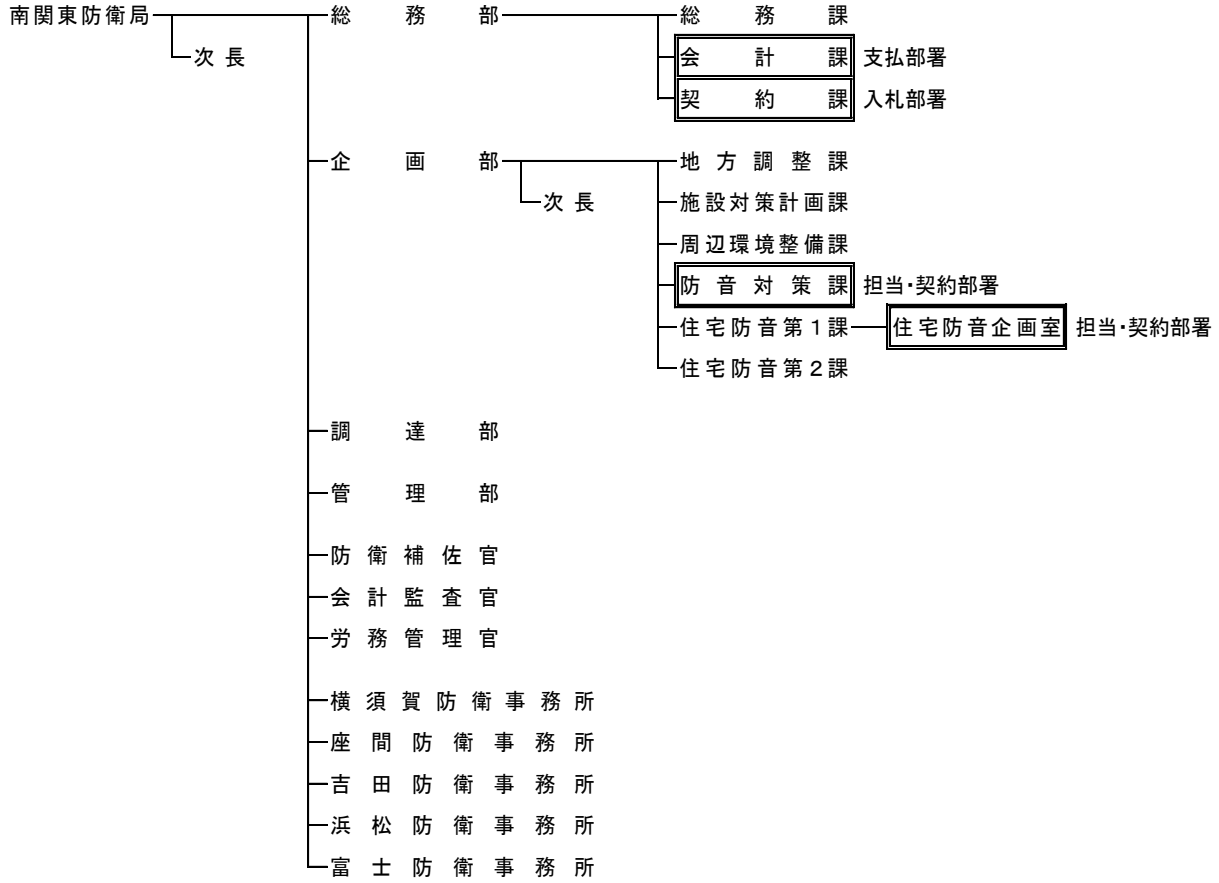 南関東防衛局 総務部 総務課
次長 会計課 支払部署
契約課 入札部署
企画部 地方調整課
次長 施設対策計画課
周辺環境整備課
防音対策課 担当・契約部署
住宅防音第1課 住宅防音企画室 担当・契約部署
住宅防音第2課
調達部
管理部
防衛補佐官
会計監査官
労務管理官
横須賀防衛事務所
座間防衛事務所
吉田防衛事務所
浜松防衛事務所
富士防衛事務所